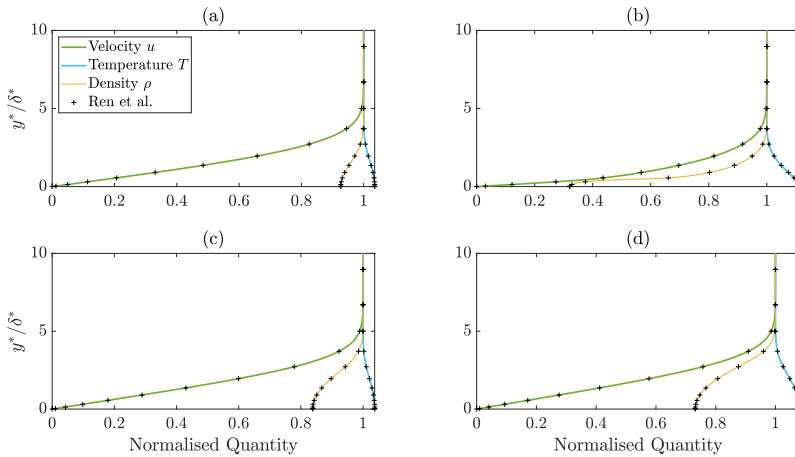 (a)
(b)
10
5
0
y*/δ*
Velocity u
Temperature T
Density ρ
Ren et al.
0 0.2 0.4 0.6 0.8 1
10
5
0
0 0.2 0.4 0.6 0.8 1
(c)
(d)
10
5
0
y*/δ*
0 0.2 0.4 0.6 0.8 1
Normalised Quantity
10
5
0
0 0.2 0.4 0.6 0.8 1
Normalised Quantity